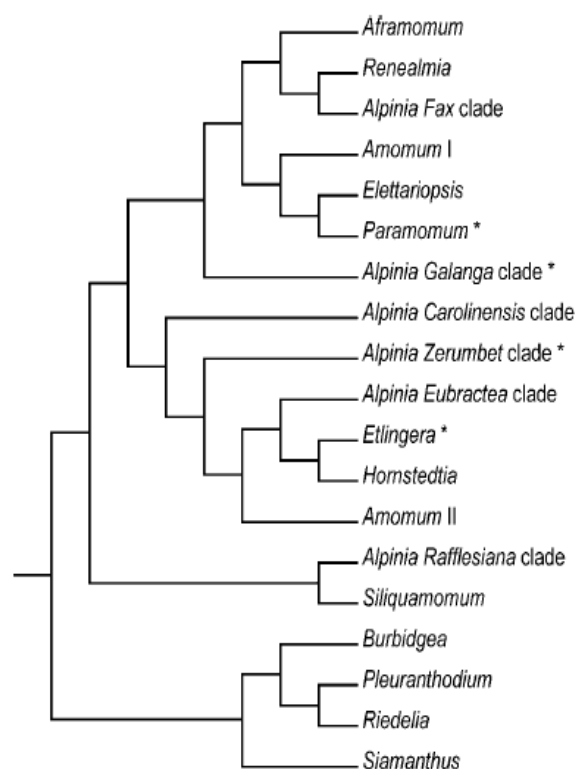 Aframomum
Renealmia
Alpinia Fax clade
Amomum I
Elettariopsis
Paramomum *
Alpinia Galanga clade *
Alpinia Carolinensis clade
Alpinia Zerumbet clade *
Alpinia Eubractea clade
Etlingera *
Hornstedtia
Amomum II
Alpinia Rafflesiana clade
Siliquamomum
Burbidgea
Pleuranthodium
Riedelia
Siamanthus